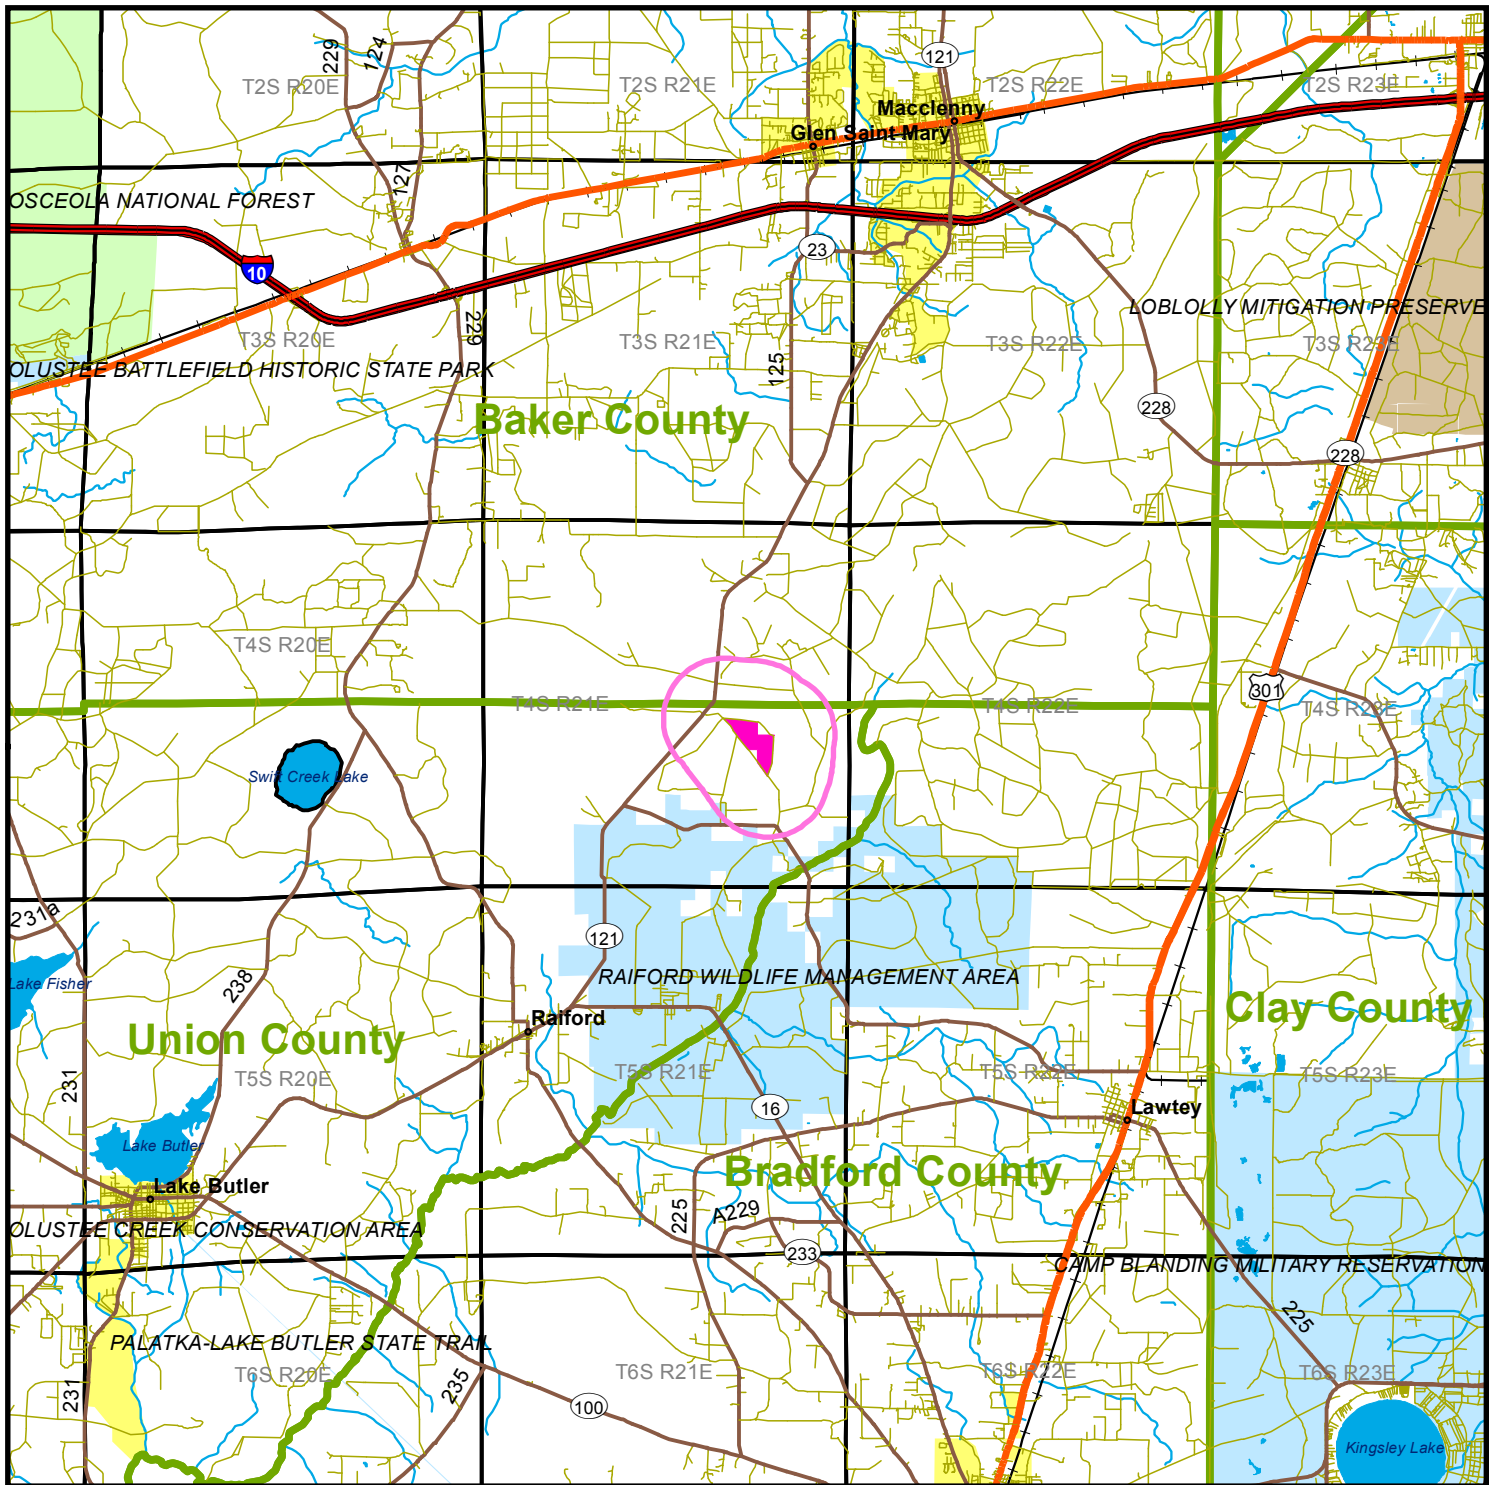 229
124
121
T2S R20E
T2S R21E
T2S R22E
T2S R23E
Macclenny
Glen Saint Mary
127
OSCEOLA NATIONAL FOREST
23
10
LOBLOLLY MITIGATION PRESERVE
229
T3S R20E
T3S R21E
T3S R22E
T3S R23E
OLUSTEE BATTLEFIELD HISTORIC STATE PARK
125
228
Baker County
228
T4S R20E
301
T4S R21E
T4S R22E
T4S R23E
Swift Creek Lake
231a
121
RAIFORD WILDLIFE MANAGEMENT AREA
Lake Fisher
238
Clay County
Raiford
Union County
T5S R20E
T5S R21E
T5S R22E
T5S R23E
231
16
Lawtey
Lake Butler
Bradford County
Lake Butler
225
A229
OLUSTEE CREEK CONSERVATION AREA
233
CAMP BLANDING MILITARY RESERVATION
225
PALATKA-LAKE BUTLER STATE TRAIL
T6S R20E
T6S R21E
T6S R22E
T6S R23E
231
235
100
Kingsley Lake